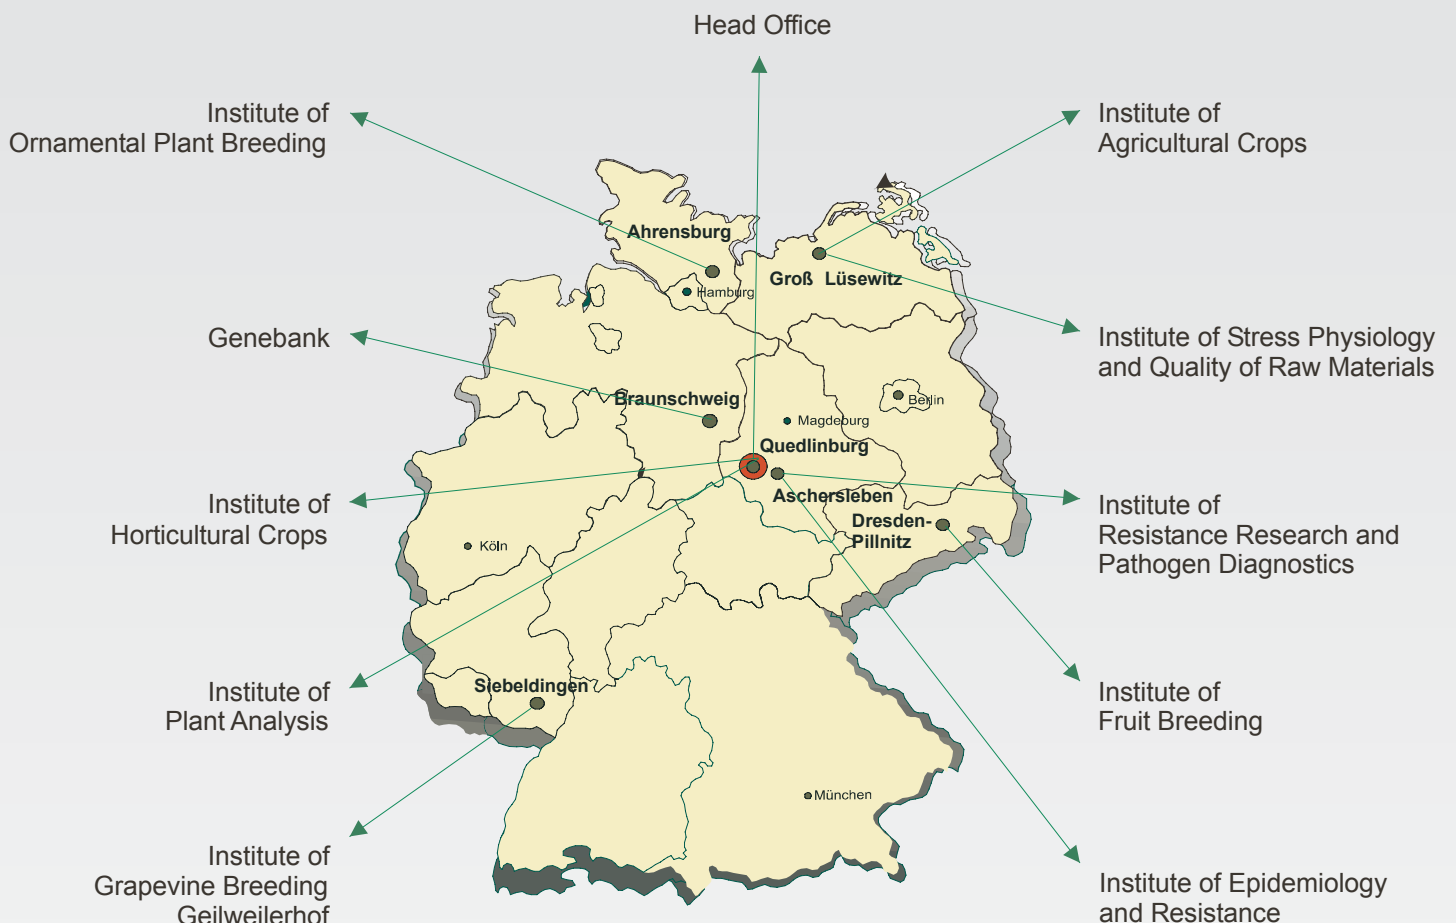 Head Office
Institute of
Ornamental Plant Breeding
Institute of
Agricultural Crops
Ahrensburg
Groß Lüsewitz
Hamburg
Genebank
Institute of Stress Physiology
and Quality of Raw Materials
Braunschweig
Berlin
Magdeburg
Quedlinburg
Aschersleben
Institute of
Horticultural Crops
Institute of
Resistance Research and
Pathogen Diagnostics
Dresden-
Pillnitz
Köln
Siebeldingen
Institute of
Plant Analysis
Institute of
Fruit Breeding
München
Institute of
Grapevine Breeding
Geilweilerhof
Institute of Epidemiology
and Resistance